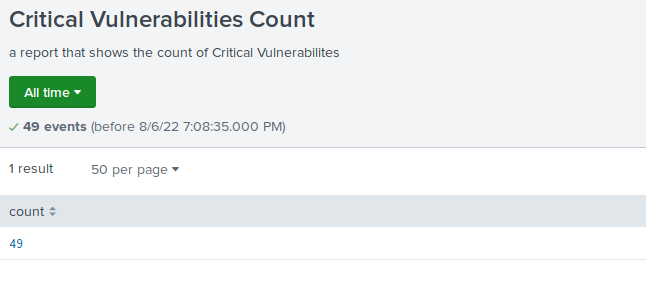 Critical Vulnerabilities Count
a report that shows the count of Critical Vulnerabilites
All time
49 events (before 8/6/22 7:08:35.000 PM)
1 result 50 per page
count
49